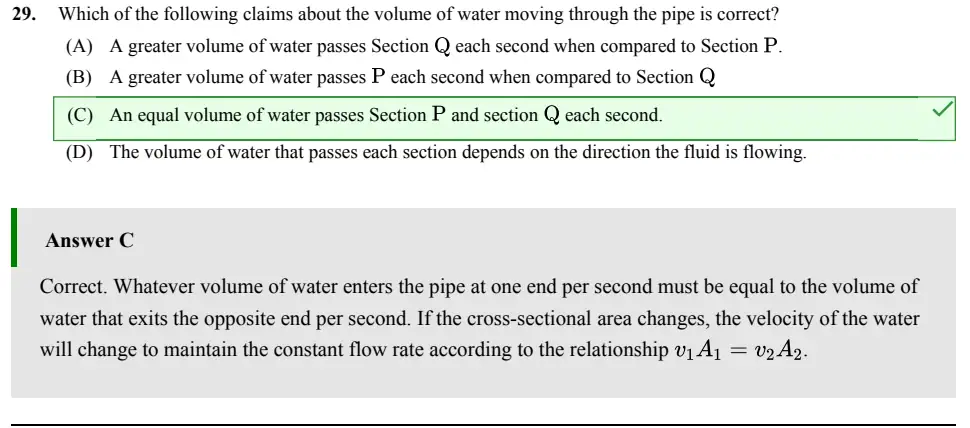 29. Which of the following claims about the volume of water moving through the pipe is correct?
(A) A greater volume of water passes Section Q each second when compared to Section P.
(B) A greater volume of water passes P each second when compared to Section Q
(C) An equal volume of water passes Section P and section Q each second.
(D) The volume of water that passes each section depends on the direction the fluid is flowing.
Answer C
Correct. Whatever volume of water enters the pipe at one end per second must be equal to the volume of
water that exits the opposite end per second. If the cross-sectional area changes, the velocity of the water
will change to maintain the constant flow rate according to the relationship v₁A₁ = v₂A₂.